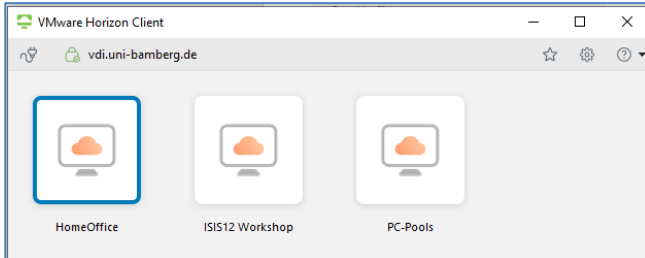 VMware Horizon Client
vdi.uni-bamberg.de
HomeOffice
ISIS12 Workshop
PC-Pools